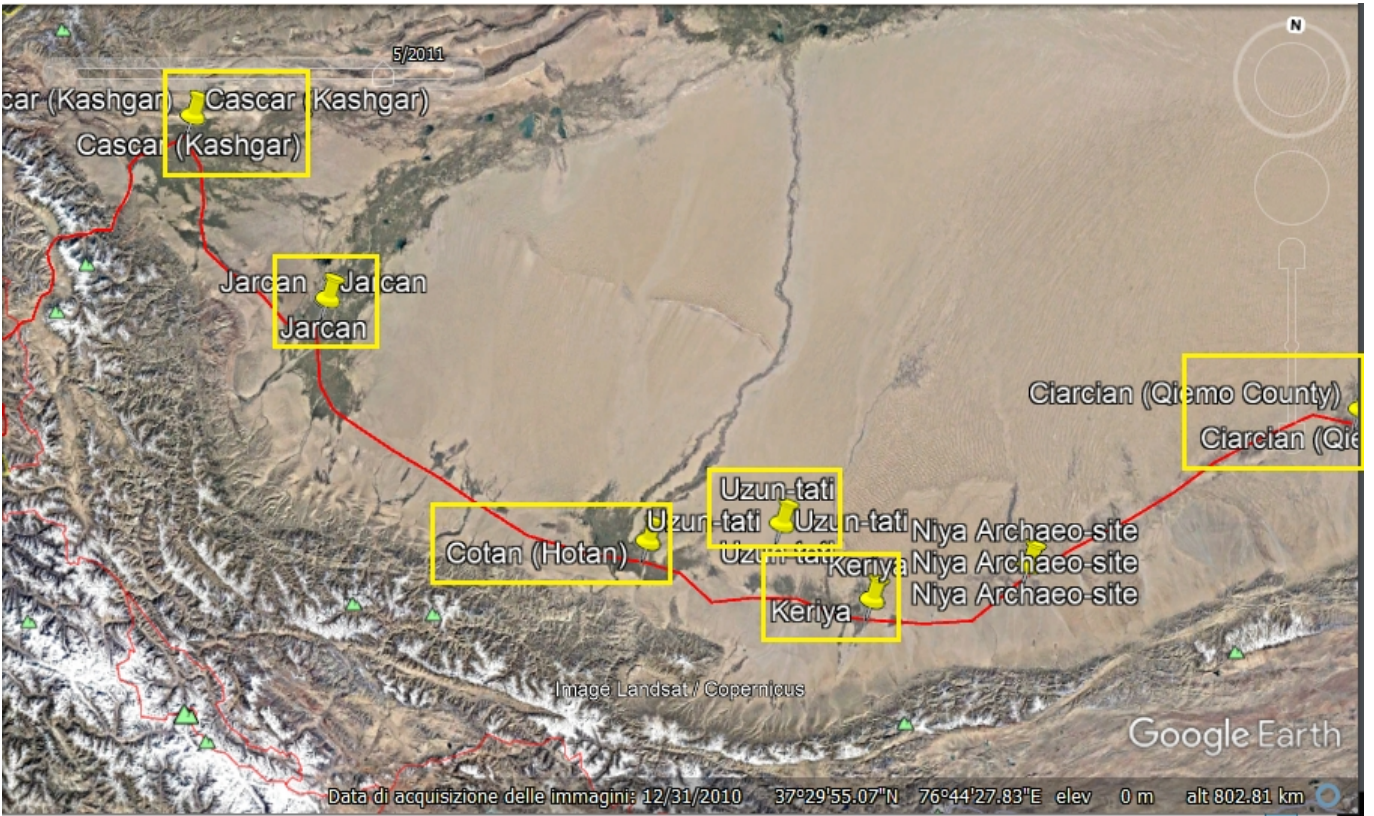 N
5/2011
car (Kashgar) Cascar (Kashgar)
Cascar (Kashgar)
Jarcan Jarcan
Jarcan
Ciarcian (Qiemo County)
Ciarcian (Qie
Uzun-tati
Uzun-tati Uzun-tati
Uzun-tati
Niya Archaeo-site
Niya Archaeo-site
Niya Archaeo-site
Cotan (Hotan)
Keriya
Keriya
Image Landsat / Copernicus
Google Earth
Data di acquisizione delle immagini: 12/31/2010 37°29'55.07"N 76°44'27.83"E elev 0 m alt 802.81 km